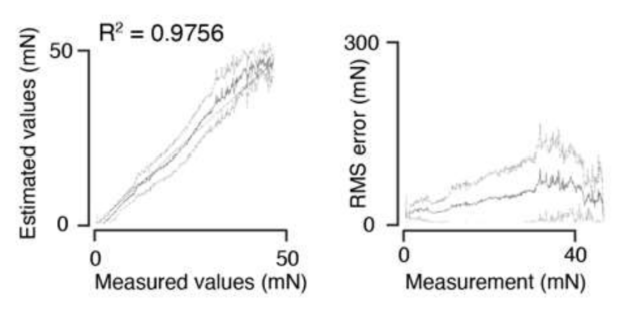 R² = 0.9756
Estimated values (mN)
50
0
0
50
Measured values (mN)
RMS error (mN)
300
0
0
40
Measurement (mN)